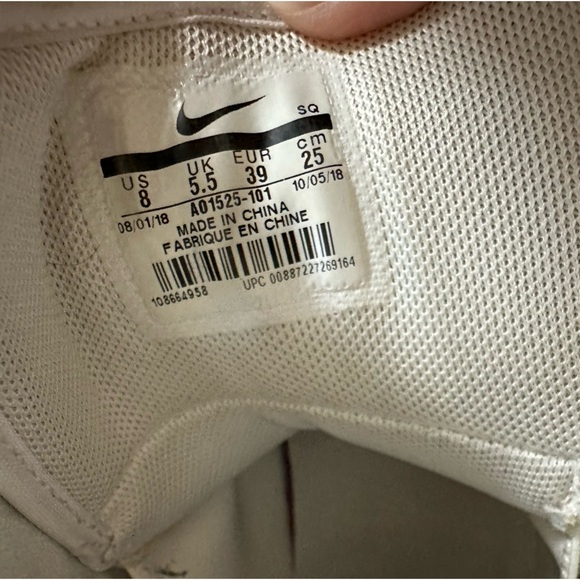 SQ
US UK EUR cm
8 5.5 39 25
08/01/18 AO1525-101 10/05/18
MADE IN CHINA
FABRIQUE EN CHINE
108664958 UPC 00887227269164